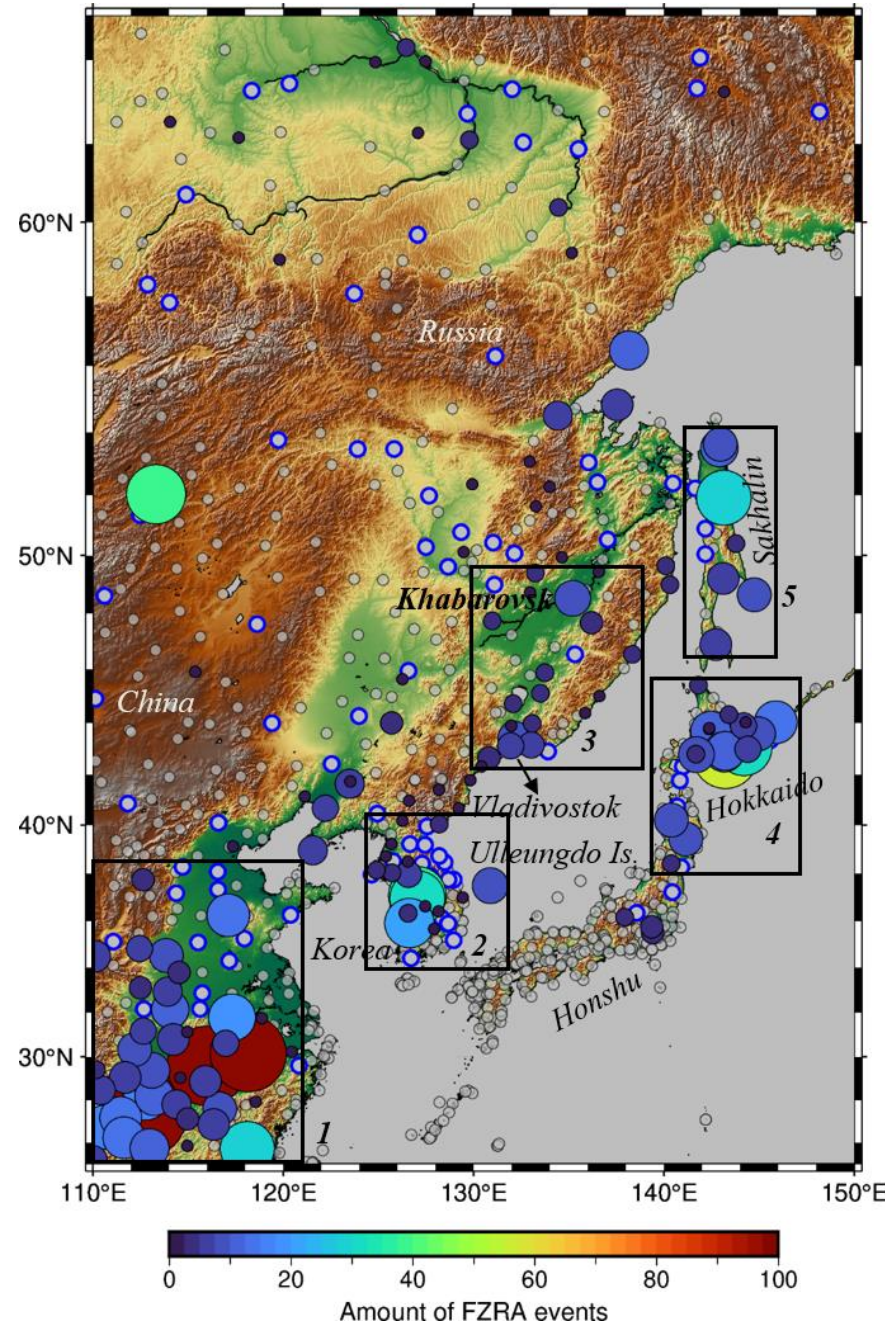 60°N
Russia
Sakhalin
50°N
Khabarovsk
5
China
3
Vladivostok
Hokkaido
40°N
4
Ulleungdo Is.
Korea
2
Honshu
30°N
1
110°E
120°E
130°E
140°E
150°E
0
20
40
60
80
100
Amount of FZRA events